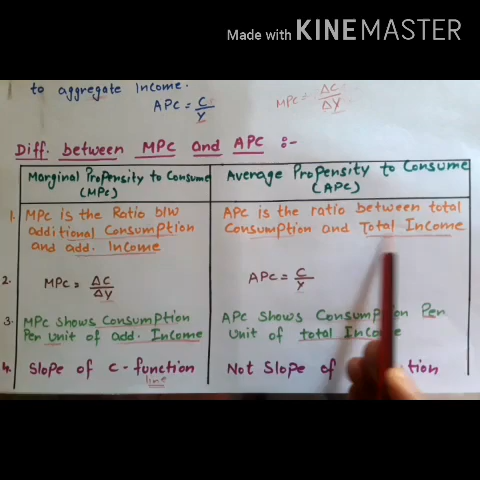 Made with KINEMASTER
to aggregate Income.
APC = C/Y
MPC = ΔC/ΔY
Diff. between MPC and APC :-
Marginal Propensity to Consume
(MPC)
Average Propensity to Consume
(APC)
1. MPC is the Ratio b/w
additional Consumption
and add. Income
APC is the ratio between total
Consumption and Total Income
2. MPC = ΔC/ΔY
APC = C/Y
3. MPC shows Consumption
Per Unit of add. Income
APC shows Consumption Per
Unit of total Income
4. Slope of C-function
line
Not Slope of